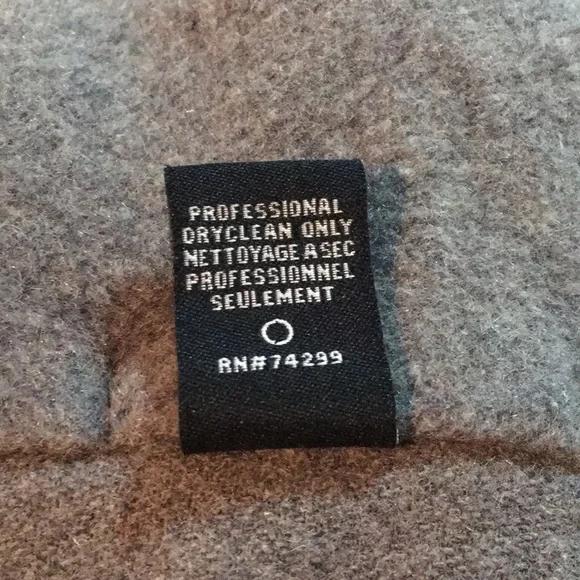 PROFESSIONAL
DRYCLEAN ONLY
NETTOYAGE A SEC
PROFESSIONNEL
SEULEMENT
RN#74299